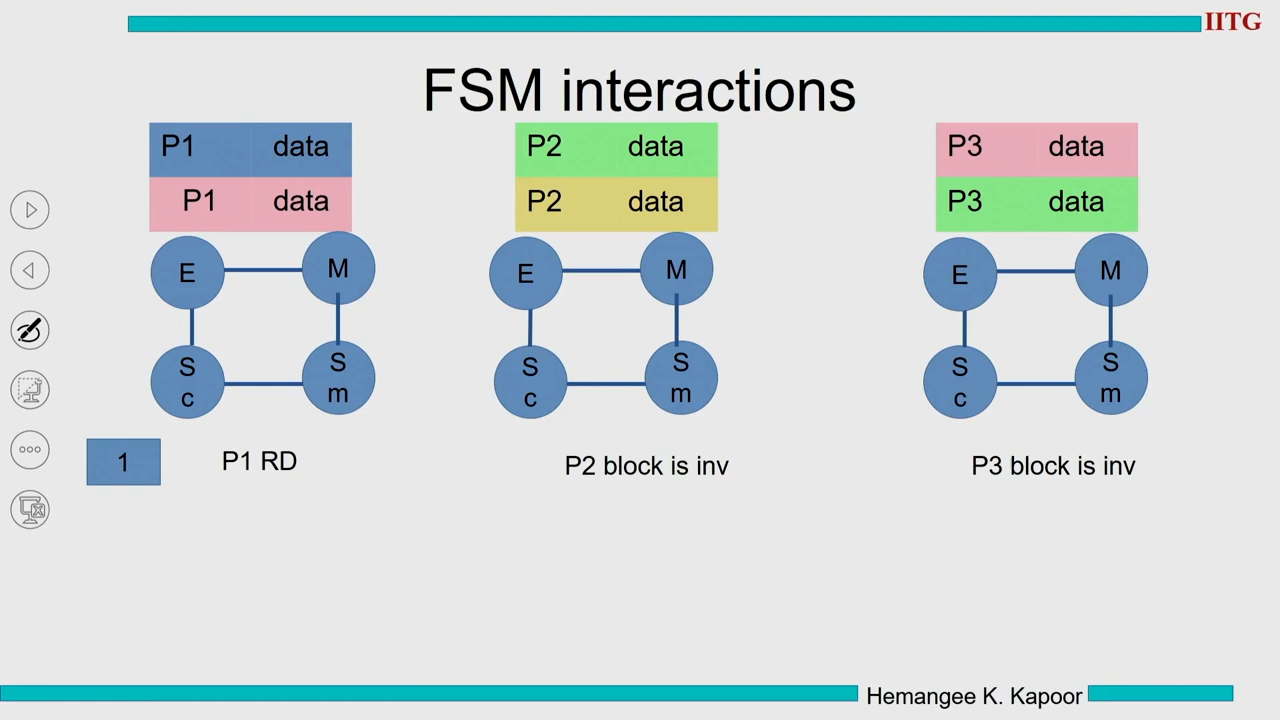 IITG
FSM interactions
P1 data
P1 data
E
M
S
c
S
m
P2 data
P2 data
E
M
S
c
S
m
P3 data
P3 data
E
M
S
c
S
m
1
P1 RD
P2 block is inv
P3 block is inv
Hemangee K. Kapoor